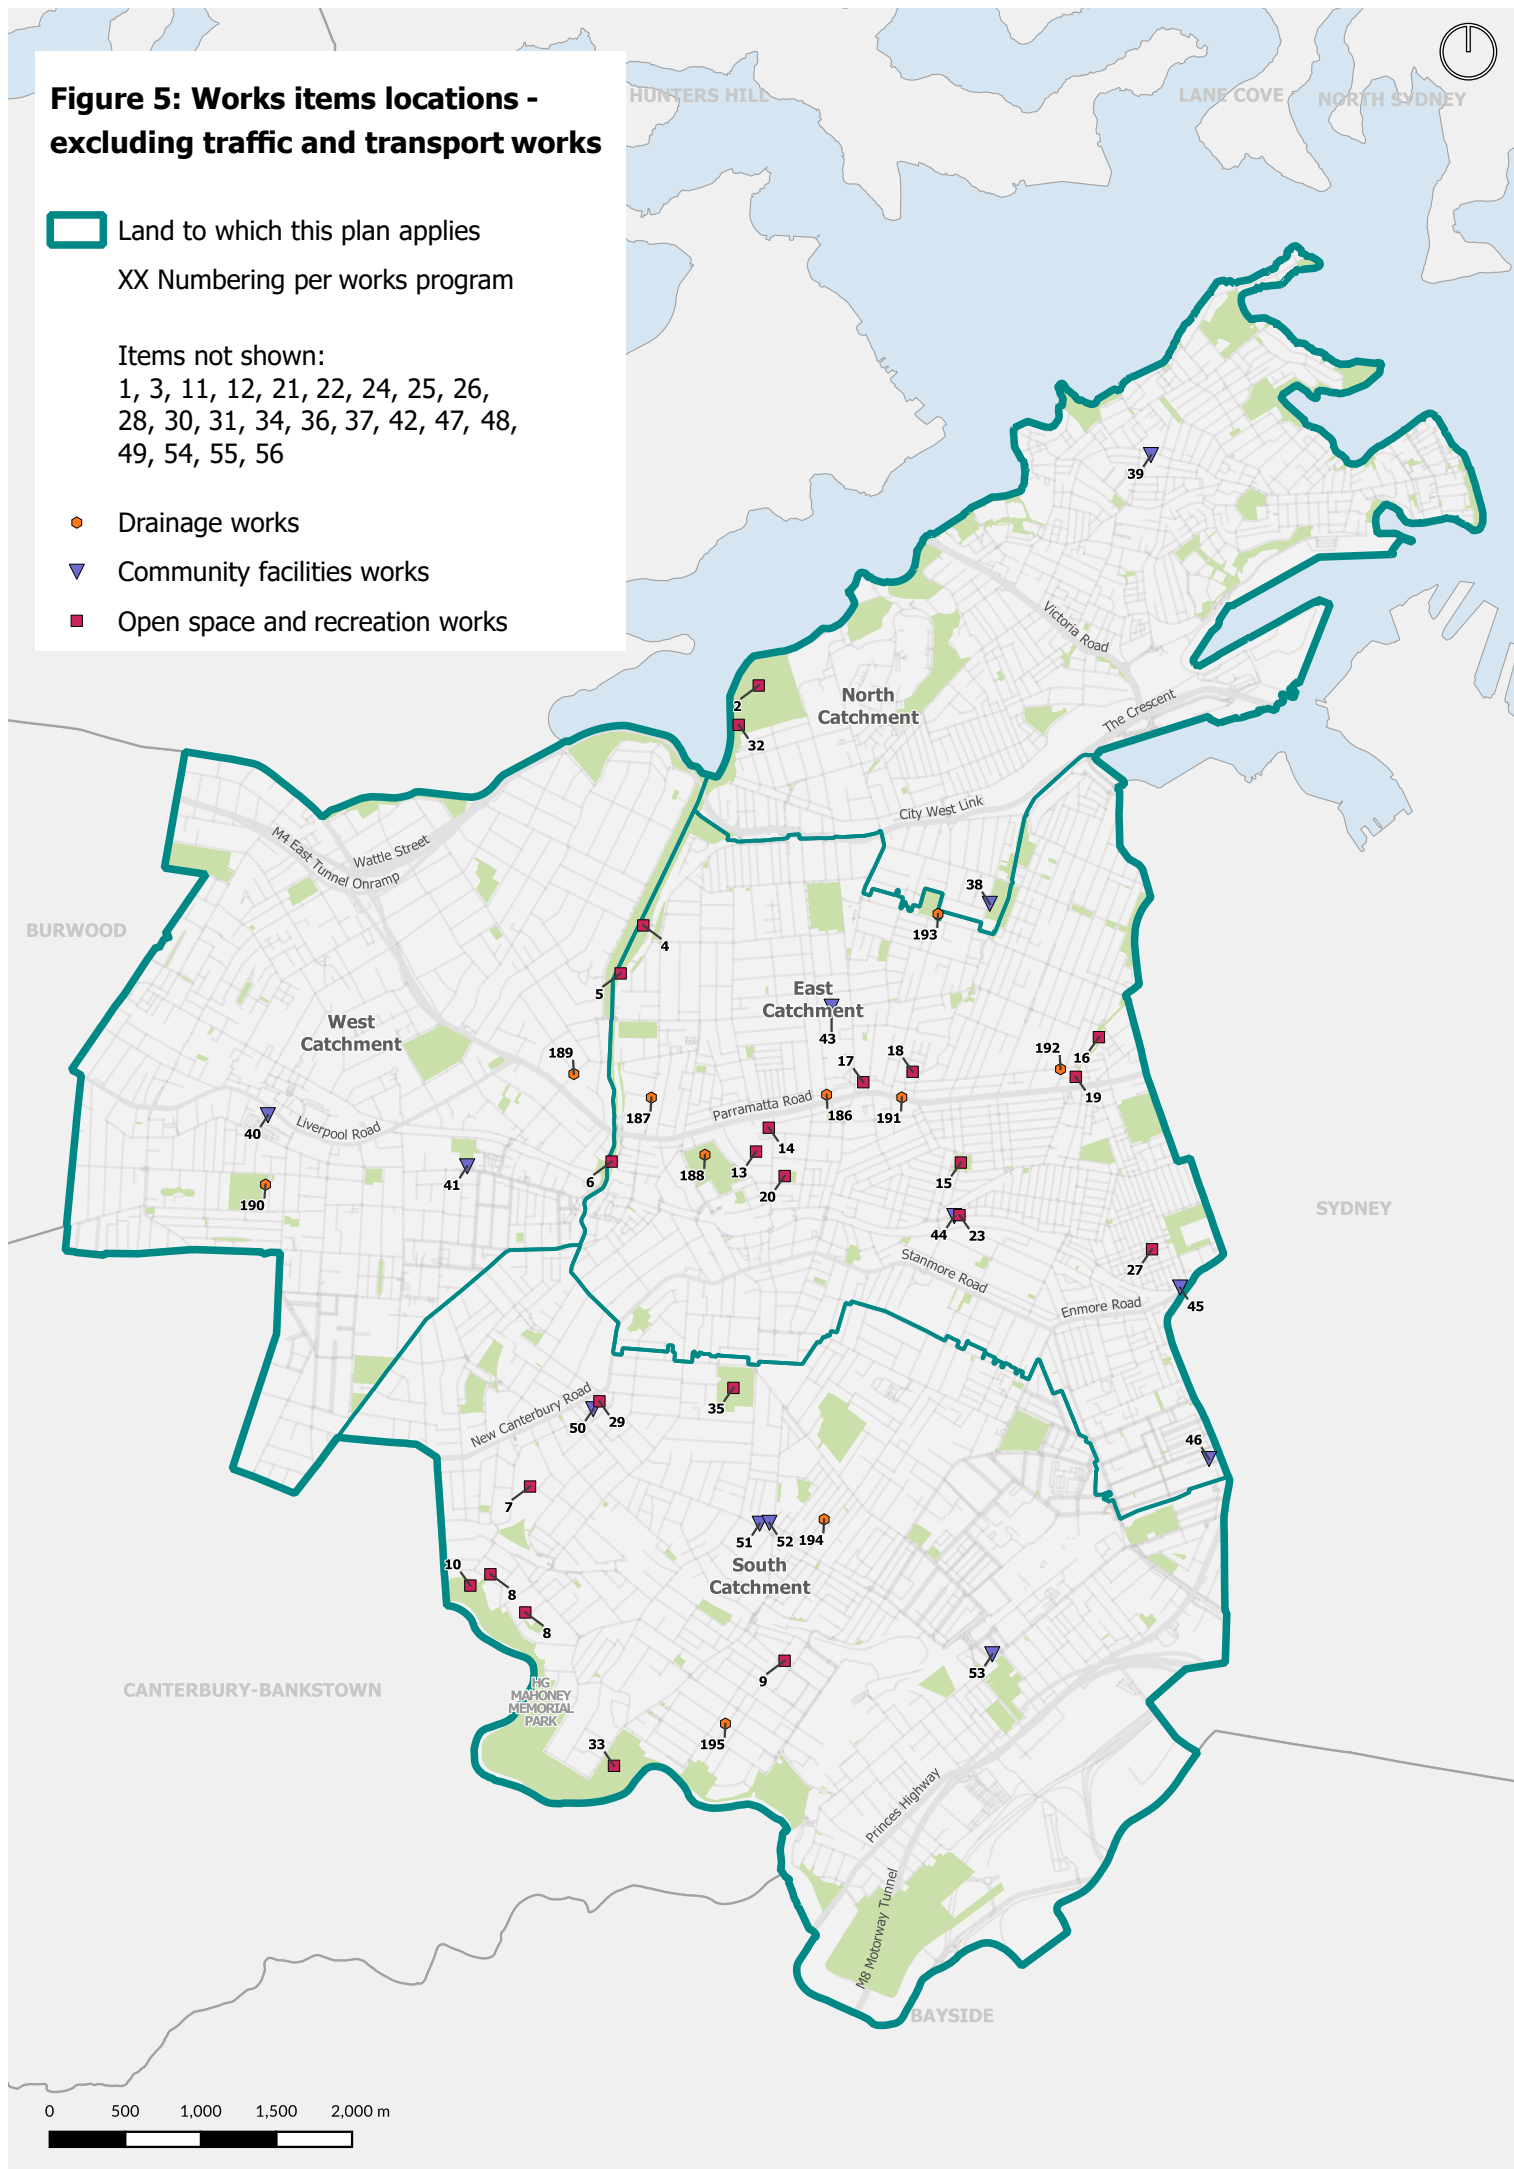 HUNTERS HILL
LANE COVE
NORTH SYDNEY
Figure 5: Works items locations -
excluding traffic and transport works
Land to which this plan applies
XX Numbering per works program
Items not shown:
1, 3, 11, 12, 21, 22, 24, 25, 26,
28, 30, 31, 34, 36, 37, 42, 47, 48,
49, 54, 55, 56
Drainage works
Community facilities works
Open space and recreation works
39
Victoria Road
2
North
Catchment
The Crescent
32
City West Link
M4 East Tunnel Onramp
Wattle Street
38
BURWOOD
193
4
5
East
Catchment
West
Catchment
43
189
18
17
192
16
187
Parramatta Road
186
191
19
40
Liverpool Road
14
13
188
6
15
41
20
190
SYDNEY
44
23
Stanmore Road
27
Enmore Road
45
New Canterbury Road
35
50
29
46
7
51
52
194
10
South
Catchment
8
8
53
9
CANTERBURY-BANKSTOWN
HG
MAHONEY
MEMORIAL
PARK
195
33
Princes Highway
M8 Motorway Tunnel
BAYSIDE
0
500
1,000
1,500
2,000 m